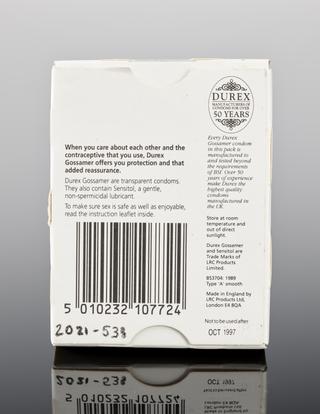 DUREX
MANUFACTURERS OF
CONDOMS FOR OVER
50 YEARS
Every Durex
Gossamer condom
in this pack is
manufactured to
and tested beyond
the requirements
of BSI. Over 50
years of experience
make Durex the
highest quality
condoms
manufactured in
the U.K.
When you care about each other and the
contraceptive that you use, Durex
Gossamer offers you protection and that
added reassurance.
Durex Gossamer are transparent condoms.
They also contain Sensitol, a gentle,
non-spermicidal lubricant.
To make sure sex is safe as well as enjoyable,
read the instruction leaflet inside.
Store at room
temperature and
out of direct
sunlight.
Durex Gossamer
and Sensitol are
Trade Marks of
LRC Products
Limited.
BS3704: 1989
Type 'A' smooth
Made in England by
LRC Products Ltd,
London E4 8QA
Not to be used after
OCT 1997
5 010232 107724
2021-538